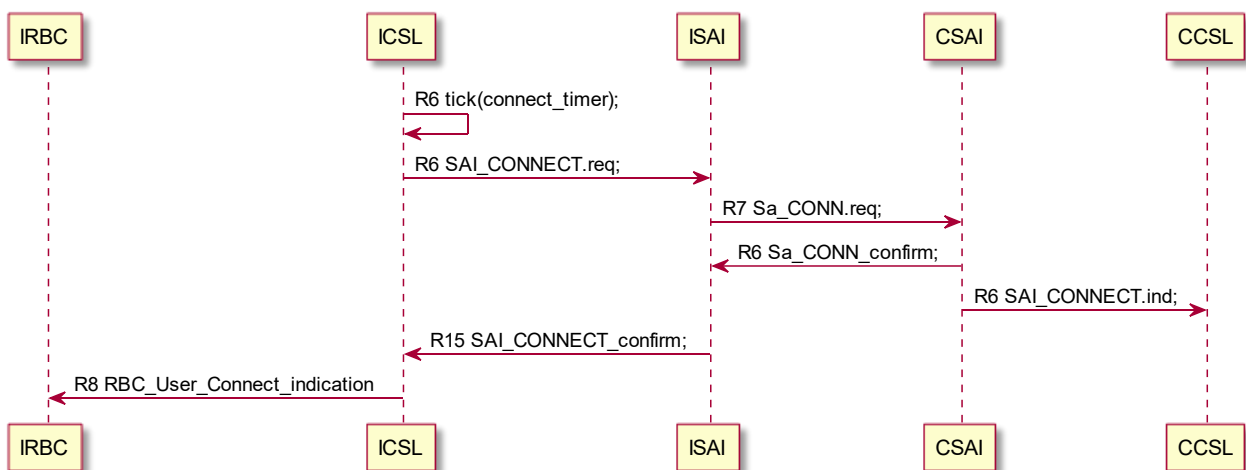 IRBC ICSL ISAI CSAI CCSL
R6 tick(connect_timer);
R6 SAI_CONNECT.req;
R7 Sa_CONN.req;
R6 Sa_CONN_confirm;
R6 SAI_CONNECT.ind;
R15 SAI_CONNECT_confirm;
R8 RBC_User_Connect_indication
IRBC ICSL ISAI CSAI CCSL